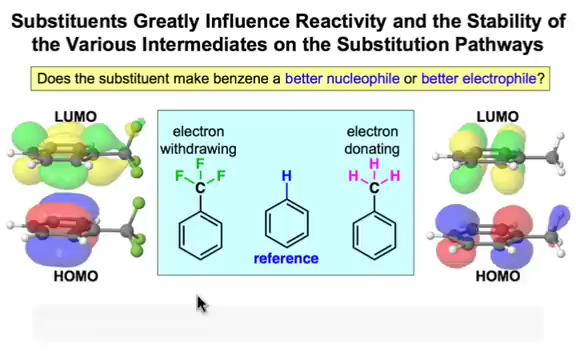 Substituents Greatly Influence Reactivity and the Stability of
the Various Intermediates on the Substitution Pathways
Does the substituent make benzene a better nucleophile or better electrophile?
LUMO
electron
withdrawing
F
F F
C
H
reference
electron
donating
H
H H
C
LUMO
HOMO
HOMO